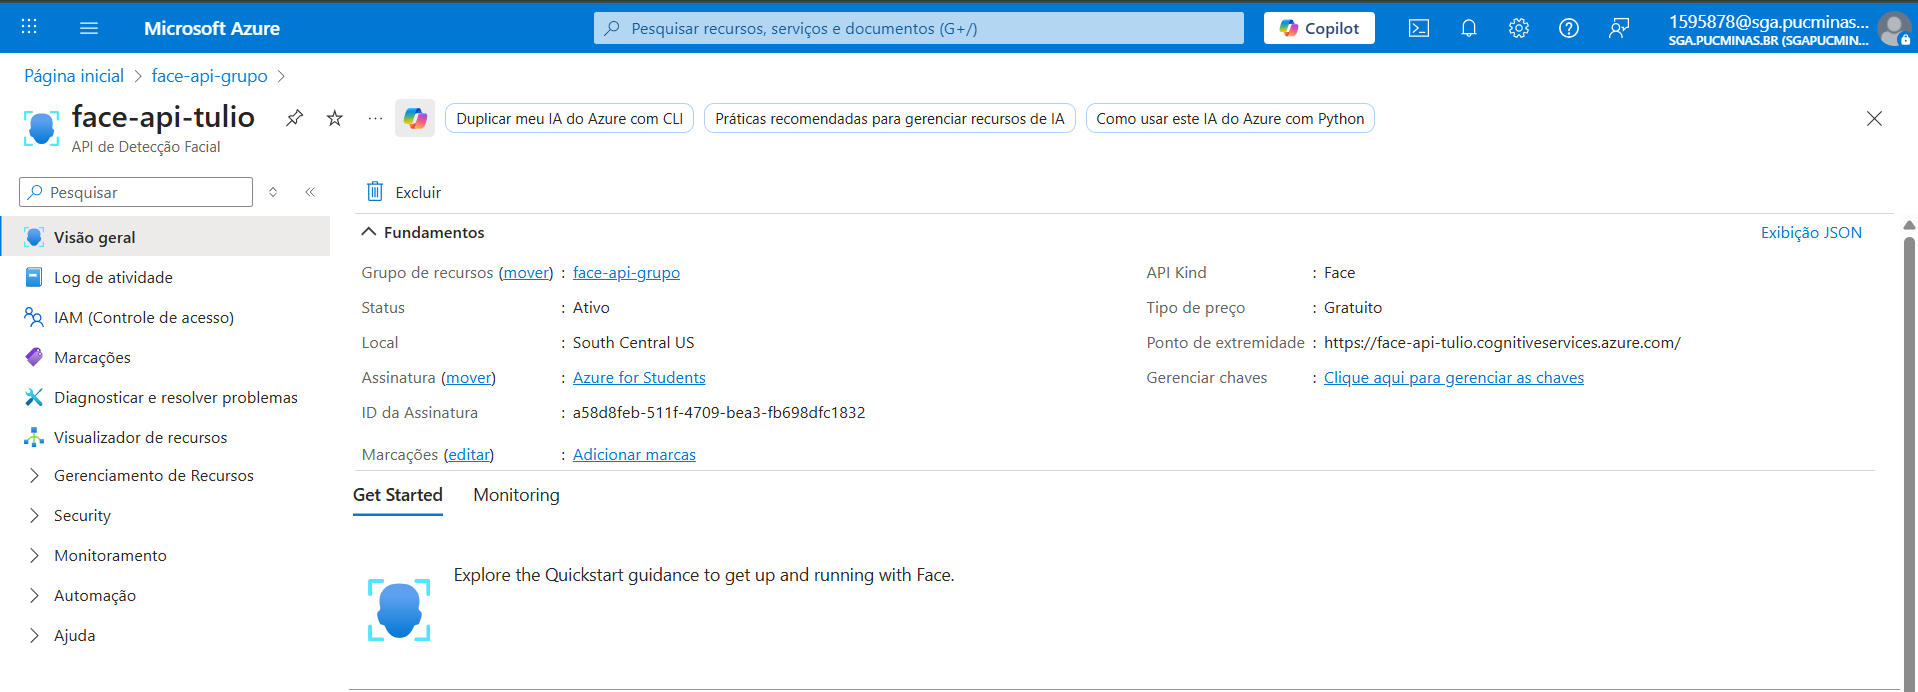 Microsoft Azure
Pesquisar recursos, serviços e documentos (G+/)
Copilot
1595878@sga.pucminas...
SGA.PUCMINAS.BR (SGAPUCMIN...
Página inicial > face-api-grupo >
face-api-tulio
API de Detecção Facial
Duplicar meu IA do Azure com CLI
Práticas recomendadas para gerenciar recursos de IA
Como usar este IA do Azure com Python
Pesquisar
Visão geral
Log de atividade
IAM (Controle de acesso)
Marcações
Diagnosticar e resolver problemas
Visualizador de recursos
Gerenciamento de Recursos
Security
Monitoramento
Automação
Ajuda
Excluir
Fundamentos
Exibição JSON
Grupo de recursos (mover) : face-api-grupo
Status : Ativo
Local : South Central US
Assinatura (mover) : Azure for Students
ID da Assinatura : a58d8feb-511f-4709-bea3-fb698dfc1832
Marcações (editar) : Adicionar marcas
API Kind : Face
Tipo de preço : Gratuito
Ponto de extremidade : https://face-api-tulio.cognitiveservices.azure.com/
Gerenciar chaves : Clique aqui para gerenciar as chaves
Get Started
Monitoring
Explore the Quickstart guidance to get up and running with Face.